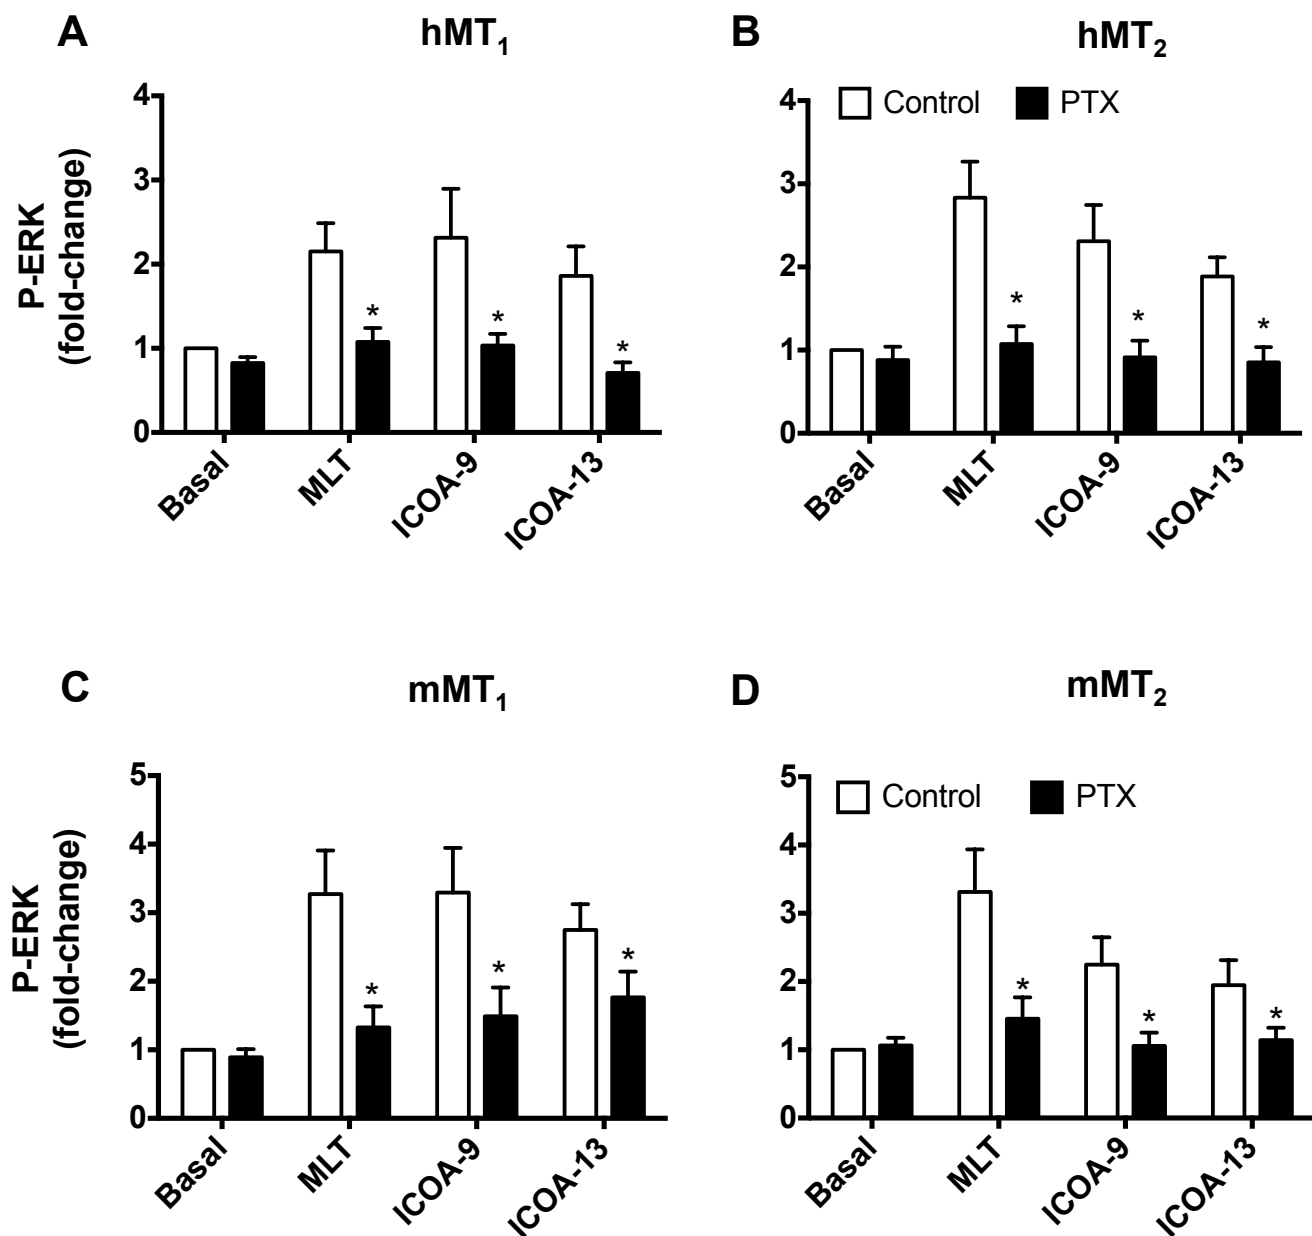 A
hMT1
P-ERK
(fold-change)
4
3
2
1
0
Basal
MLT
ICOA-9
ICOA-13
*
*
*
B
hMT2
Control
PTX
4
3
2
1
0
Basal
MLT
ICOA-9
ICOA-13
*
*
*
C
mMT1
P-ERK
(fold-change)
5
4
3
2
1
0
Basal
MLT
ICOA-9
ICOA-13
*
*
*
D
mMT2
Control
PTX
5
4
3
2
1
0
Basal
MLT
ICOA-9
ICOA-13
*
*
*